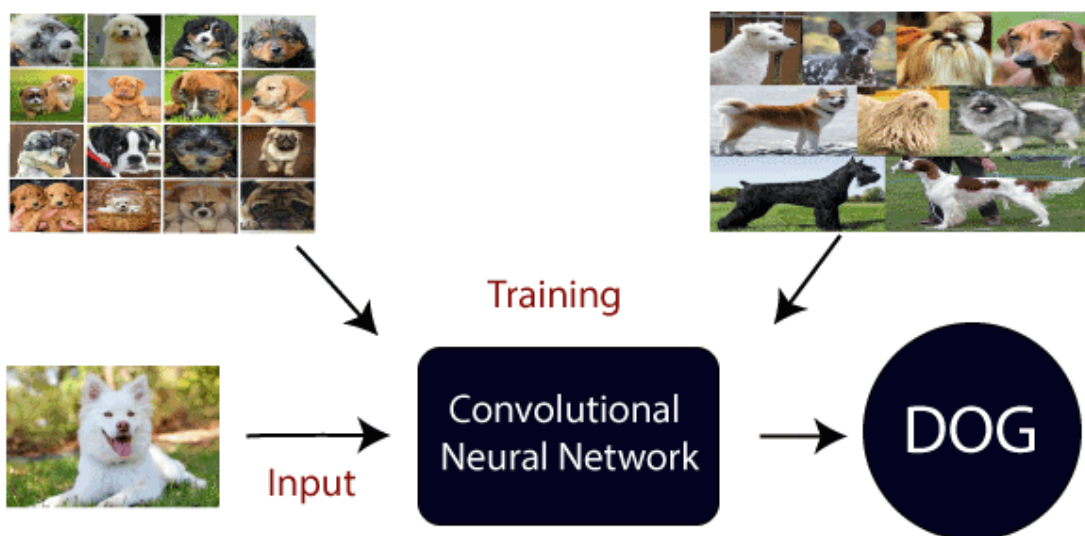 Training
Convolutional
Neural Network
DOG
Input